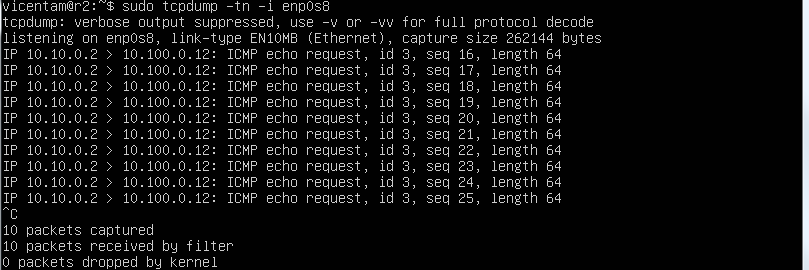 vicentam@r2:~$ sudo tcpdump -tn -i enp0s8
tcpdump: verbose output suppressed, use -v or -vv for full protocol decode
listening on enp0s8, link-type EN10MB (Ethernet), capture size 262144 bytes
IP 10.10.0.2 > 10.100.0.12: ICMP echo request, id 3, seq 16, length 64
IP 10.10.0.2 > 10.100.0.12: ICMP echo request, id 3, seq 17, length 64
IP 10.10.0.2 > 10.100.0.12: ICMP echo request, id 3, seq 18, length 64
IP 10.10.0.2 > 10.100.0.12: ICMP echo request, id 3, seq 19, length 64
IP 10.10.0.2 > 10.100.0.12: ICMP echo request, id 3, seq 20, length 64
IP 10.10.0.2 > 10.100.0.12: ICMP echo request, id 3, seq 21, length 64
IP 10.10.0.2 > 10.100.0.12: ICMP echo request, id 3, seq 22, length 64
IP 10.10.0.2 > 10.100.0.12: ICMP echo request, id 3, seq 23, length 64
IP 10.10.0.2 > 10.100.0.12: ICMP echo request, id 3, seq 24, length 64
IP 10.10.0.2 > 10.100.0.12: ICMP echo request, id 3, seq 25, length 64
^C
10 packets captured
10 packets received by filter
0 packets dropped by kernel